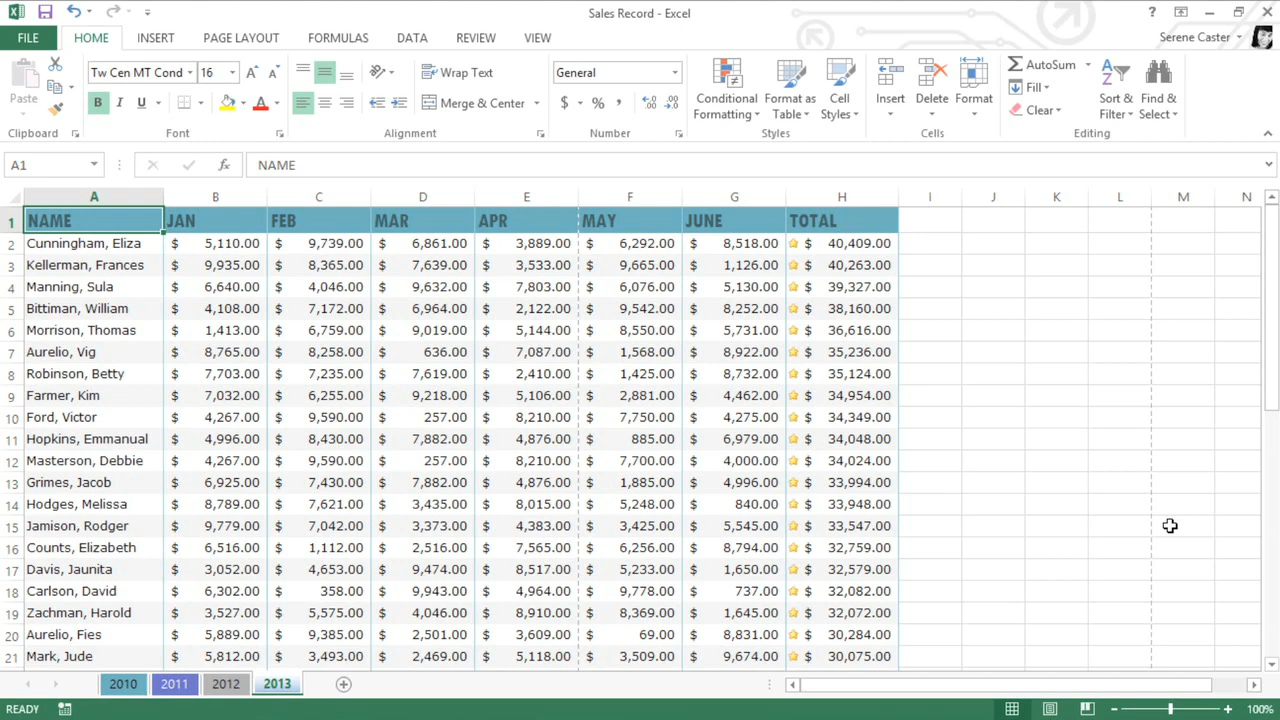 Sales Record - Excel
?
FILE HOME INSERT PAGE LAYOUT FORMULAS DATA REVIEW VIEW
Serene Caster
Paste
Clipboard
Tw Cen MT Cond 16
B I U
Font
Wrap Text
Merge & Center
Alignment
General
$ % ,
Number
Conditional Formatting
Format as Table
Cell Styles
Styles
Insert
Delete
Format
Cells
AutoSum
Fill
Clear
Sort & Filter
Find & Select
Editing
A1 fx NAME
A B C D E F G H I J K L M N
1 NAME JAN FEB MAR APR MAY JUNE TOTAL
2 Cunningham, Eliza $ 5,110.00 $ 9,739.00 $ 6,861.00 $ 3,889.00 $ 6,292.00 $ 8,518.00 $ 40,409.00
3 Kellerman, Frances $ 9,935.00 $ 8,365.00 $ 7,639.00 $ 3,533.00 $ 9,665.00 $ 1,126.00 $ 40,263.00
4 Manning, Sula $ 6,640.00 $ 4,046.00 $ 9,632.00 $ 7,803.00 $ 6,076.00 $ 5,130.00 $ 39,327.00
5 Bittiman, William $ 4,108.00 $ 7,172.00 $ 6,964.00 $ 2,122.00 $ 9,542.00 $ 8,252.00 $ 38,160.00
6 Morrison, Thomas $ 1,413.00 $ 6,759.00 $ 9,019.00 $ 5,144.00 $ 8,550.00 $ 5,731.00 $ 36,616.00
7 Aurelio, Vig $ 8,765.00 $ 8,258.00 $ 636.00 $ 7,087.00 $ 1,568.00 $ 8,922.00 $ 35,236.00
8 Robinson, Betty $ 7,703.00 $ 7,235.00 $ 7,619.00 $ 2,410.00 $ 1,425.00 $ 8,732.00 $ 35,124.00
9 Farmer, Kim $ 7,032.00 $ 6,255.00 $ 9,218.00 $ 5,106.00 $ 2,881.00 $ 4,462.00 $ 34,954.00
10 Ford, Victor $ 4,267.00 $ 9,590.00 $ 257.00 $ 8,210.00 $ 7,750.00 $ 4,275.00 $ 34,349.00
11 Hopkins, Emmanual $ 4,996.00 $ 8,430.00 $ 7,882.00 $ 4,876.00 $ 885.00 $ 6,979.00 $ 34,048.00
12 Masterson, Debbie $ 4,267.00 $ 9,590.00 $ 257.00 $ 8,210.00 $ 7,700.00 $ 4,000.00 $ 34,024.00
13 Grimes, Jacob $ 6,925.00 $ 7,430.00 $ 7,882.00 $ 4,876.00 $ 1,885.00 $ 4,996.00 $ 33,994.00
14 Hodges, Melissa $ 8,789.00 $ 7,621.00 $ 3,435.00 $ 8,015.00 $ 5,248.00 $ 840.00 $ 33,948.00
15 Jamison, Rodger $ 9,779.00 $ 7,042.00 $ 3,373.00 $ 4,383.00 $ 3,425.00 $ 5,545.00 $ 33,547.00
16 Counts, Elizabeth $ 6,516.00 $ 1,112.00 $ 2,516.00 $ 7,565.00 $ 6,256.00 $ 8,794.00 $ 32,759.00
17 Davis, Jaunita $ 3,052.00 $ 4,653.00 $ 9,474.00 $ 8,517.00 $ 5,233.00 $ 1,650.00 $ 32,579.00
18 Carlson, David $ 6,302.00 $ 358.00 $ 9,943.00 $ 4,964.00 $ 9,778.00 $ 737.00 $ 32,082.00
19 Zachman, Harold $ 3,527.00 $ 5,575.00 $ 4,046.00 $ 8,910.00 $ 8,369.00 $ 1,645.00 $ 32,072.00
20 Aurelio, Fies $ 5,889.00 $ 9,385.00 $ 2,501.00 $ 3,609.00 $ 69.00 $ 8,831.00 $ 30,284.00
21 Mark, Jude $ 5,812.00 $ 3,493.00 $ 2,469.00 $ 5,118.00 $ 3,509.00 $ 9,674.00 $ 30,075.00
2010 2011 2012 2013
READY 100%